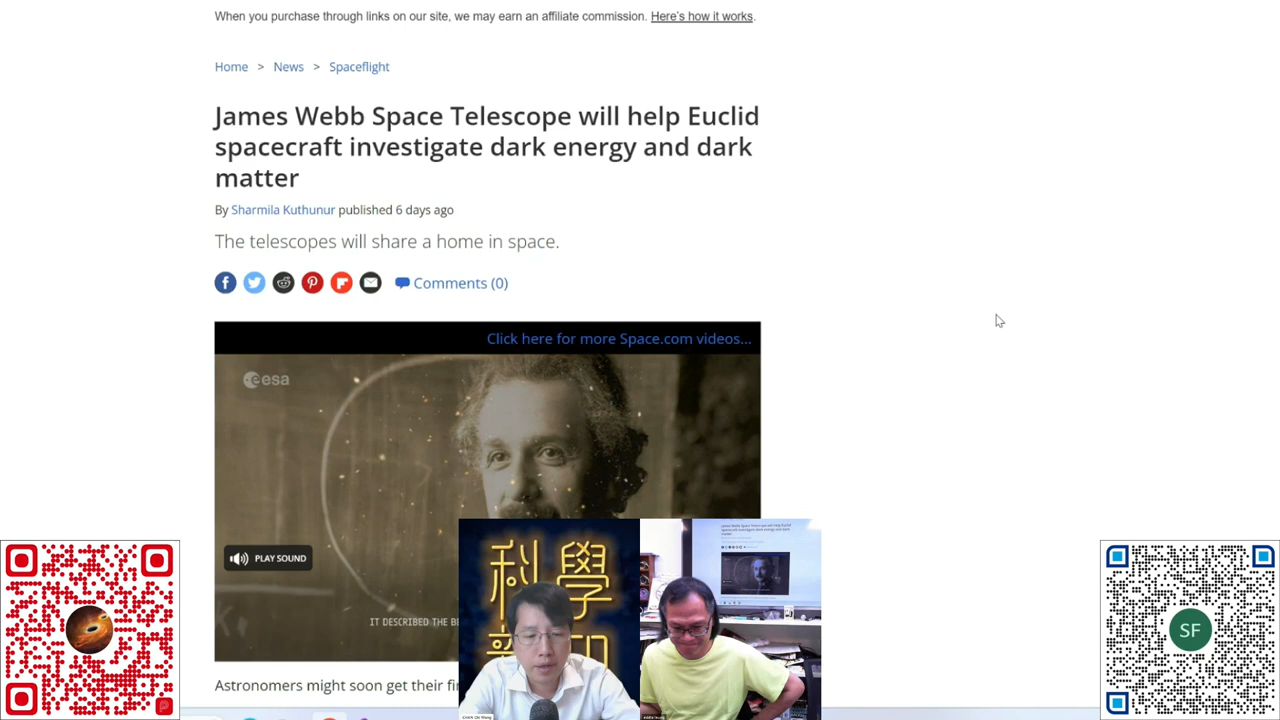 When you purchase through links on our site, we may earn an affiliate commission. Here's how it works.
Home > News > Spaceflight
James Webb Space Telescope will help Euclid
spacecraft investigate dark energy and dark
matter
By Sharmila Kuthunur published 6 days ago
The telescopes will share a home in space.
Comments (0)
Click here for more Space.com videos...
esa
PLAY SOUND
IT DESCRIBED THE
科學
Astronomers might soon get their
SF